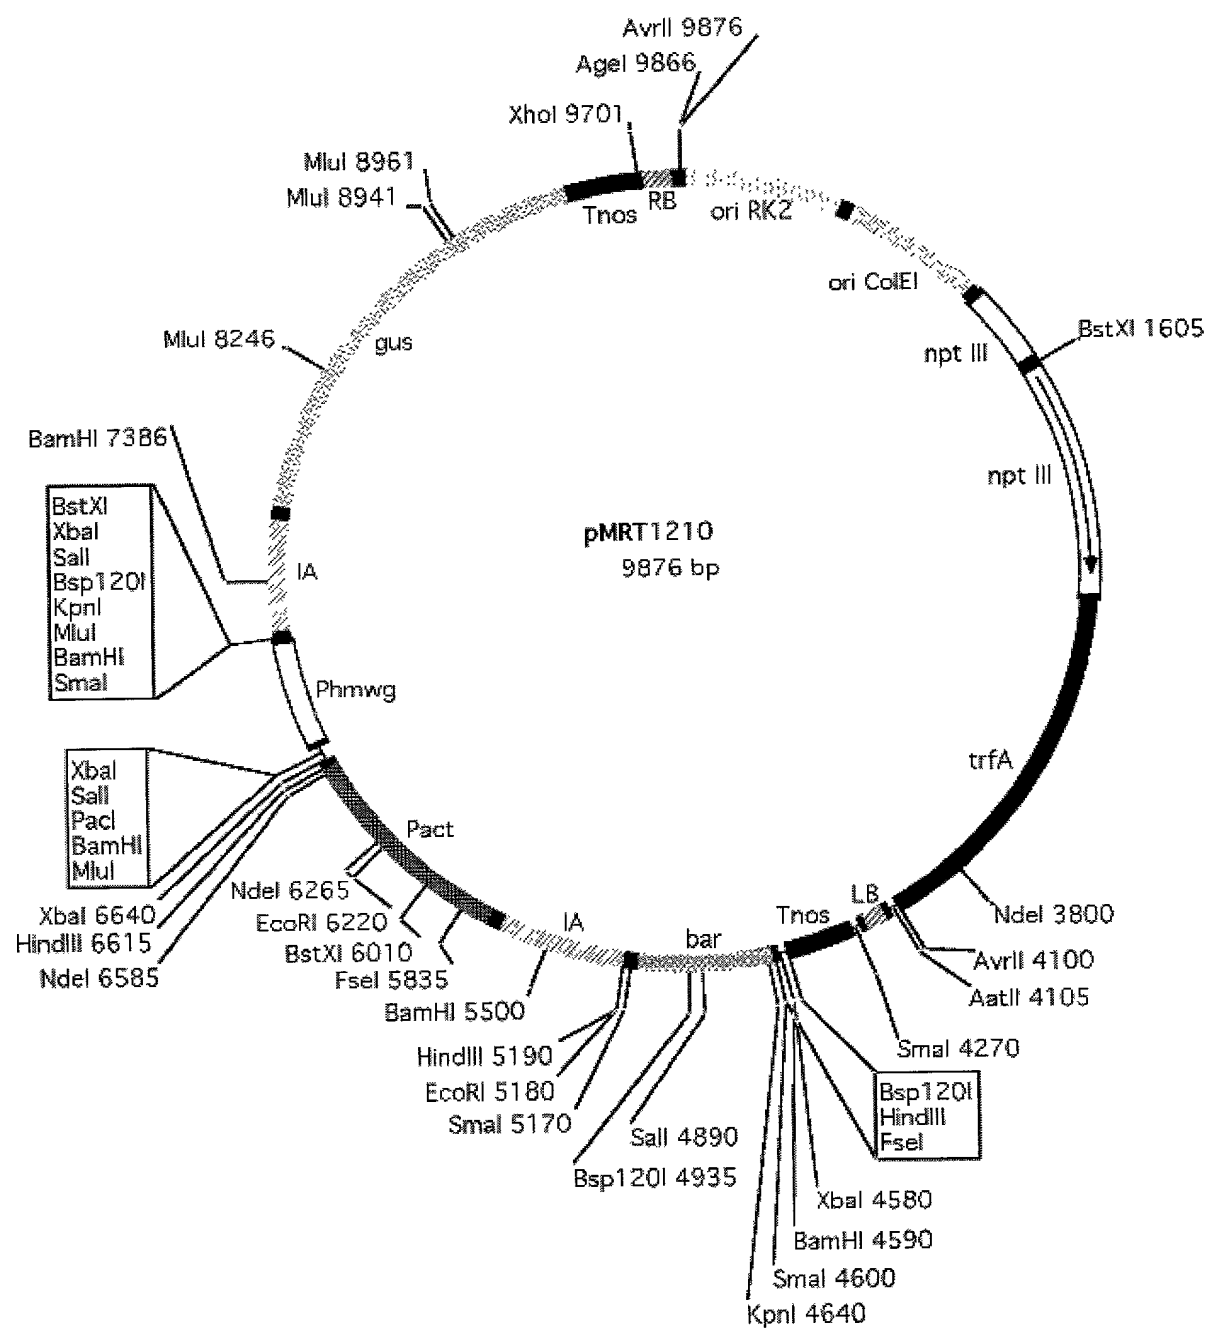 AvrII 9876
AgeI 9866
XhoI 9701
MluI 8961
MluI 8941
Tnos
RB
ori RK2
ori ColEI
MluI 8246
gus
npt III
BstXI 1605
BamHI 7386
npt III
BstXI
XbaI
SalI
Bsp120I
KpnI
MluI
BamHI
SmaI
pMRT1210
9876 bp
IA
Phmwg
XbaI
SalI
PacI
BamHI
MluI
trfA
Pact
NdeI 6265
EcoRI 6220
BstXI 6010
FseI 5835
BamHI 5500
XbaI 6640
HindIII 6615
NdeI 6585
IA
bar
Tnos
LB
NdeI 3800
AvrII 4100
AatII 4105
SmaI 4270
HindIII 5190
EcoRI 5180
SmaI 5170
SalI 4890
Bsp120I 4935
Bsp120I
HindIII
FseI
XbaI 4580
BamHI 4590
SmaI 4600
KpnI 4640